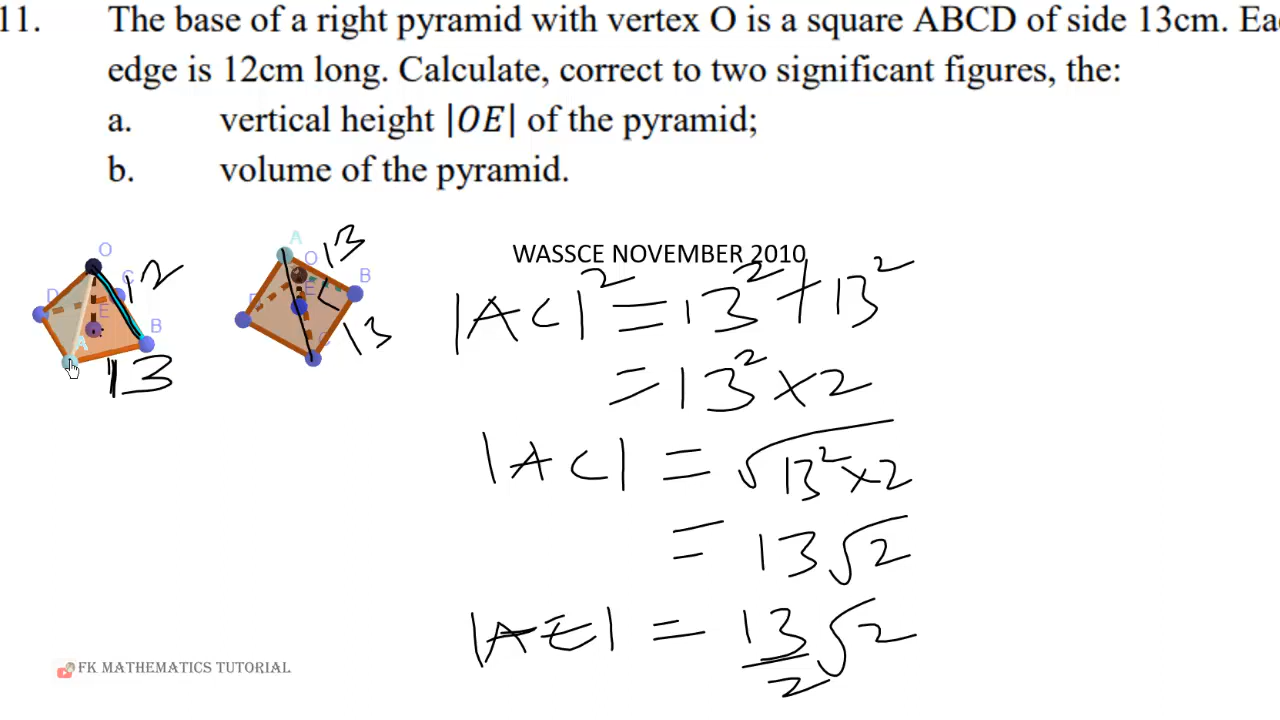 11. The base of a right pyramid with vertex O is a square ABCD of side 13cm.
edge is 12cm long. Calculate, correct to two significant figures, the:
a. vertical height |OE| of the pyramid;
b. volume of the pyramid.
WASSCE NOVEMBER 2010
O
C
12
D
E
B
A
13
A
13
O
B
E
C
13
|AC|² = 13² + 13²
= 13² × 2
|AC| = √13² × 2
= 13√2
|AE| = 13/2 √2
FK MATHEMATICS TUTORIAL